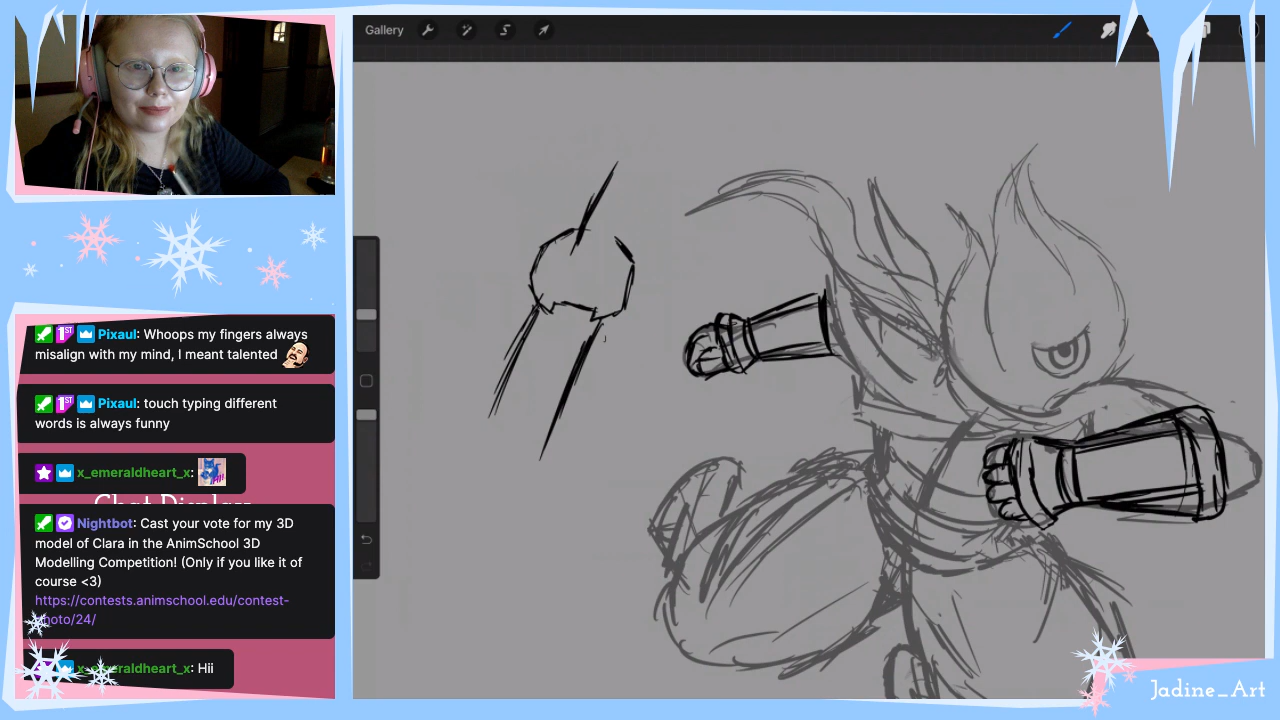 Gallery
Pixaul: Whoops my fingers always
misalign with my mind, I meant talented
Pixaul: touch typing different
words is always funny
x_emeraldheart_x:
Chat Display
Nightbot: Cast your vote for my 3D
model of Clara in the AnimSchool 3D
Modelling Competition! (Only if you like it of
course <3)
https://contests.animschool.edu/contest-
photo/24/
x_emeraldheart_x: Hii
Jadine_Art